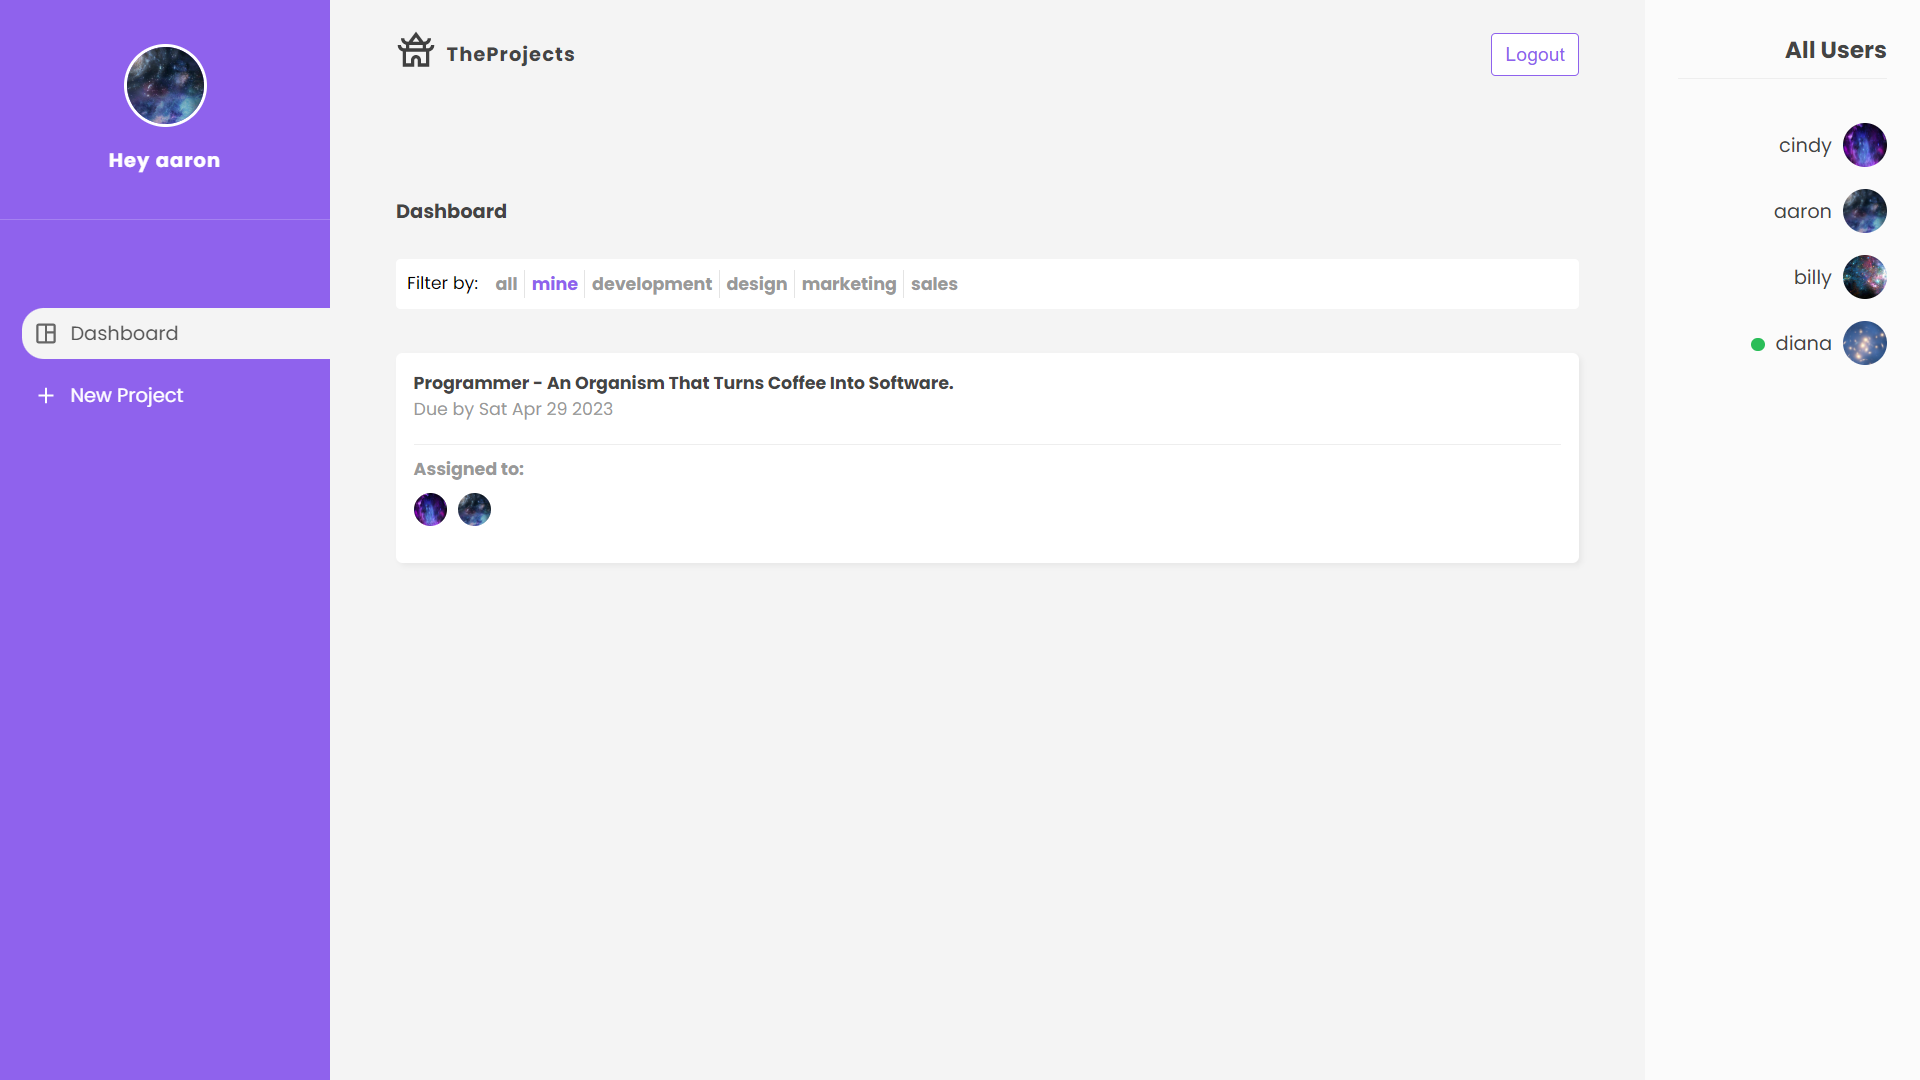 Hey aaron
Dashboard
New Project
TheProjects
Logout
Dashboard
Filter by: all mine development design marketing sales
Programmer - An Organism That Turns Coffee Into Software.
Due by Sat Apr 29 2023
Assigned to:
All Users
cindy
aaron
billy
diana